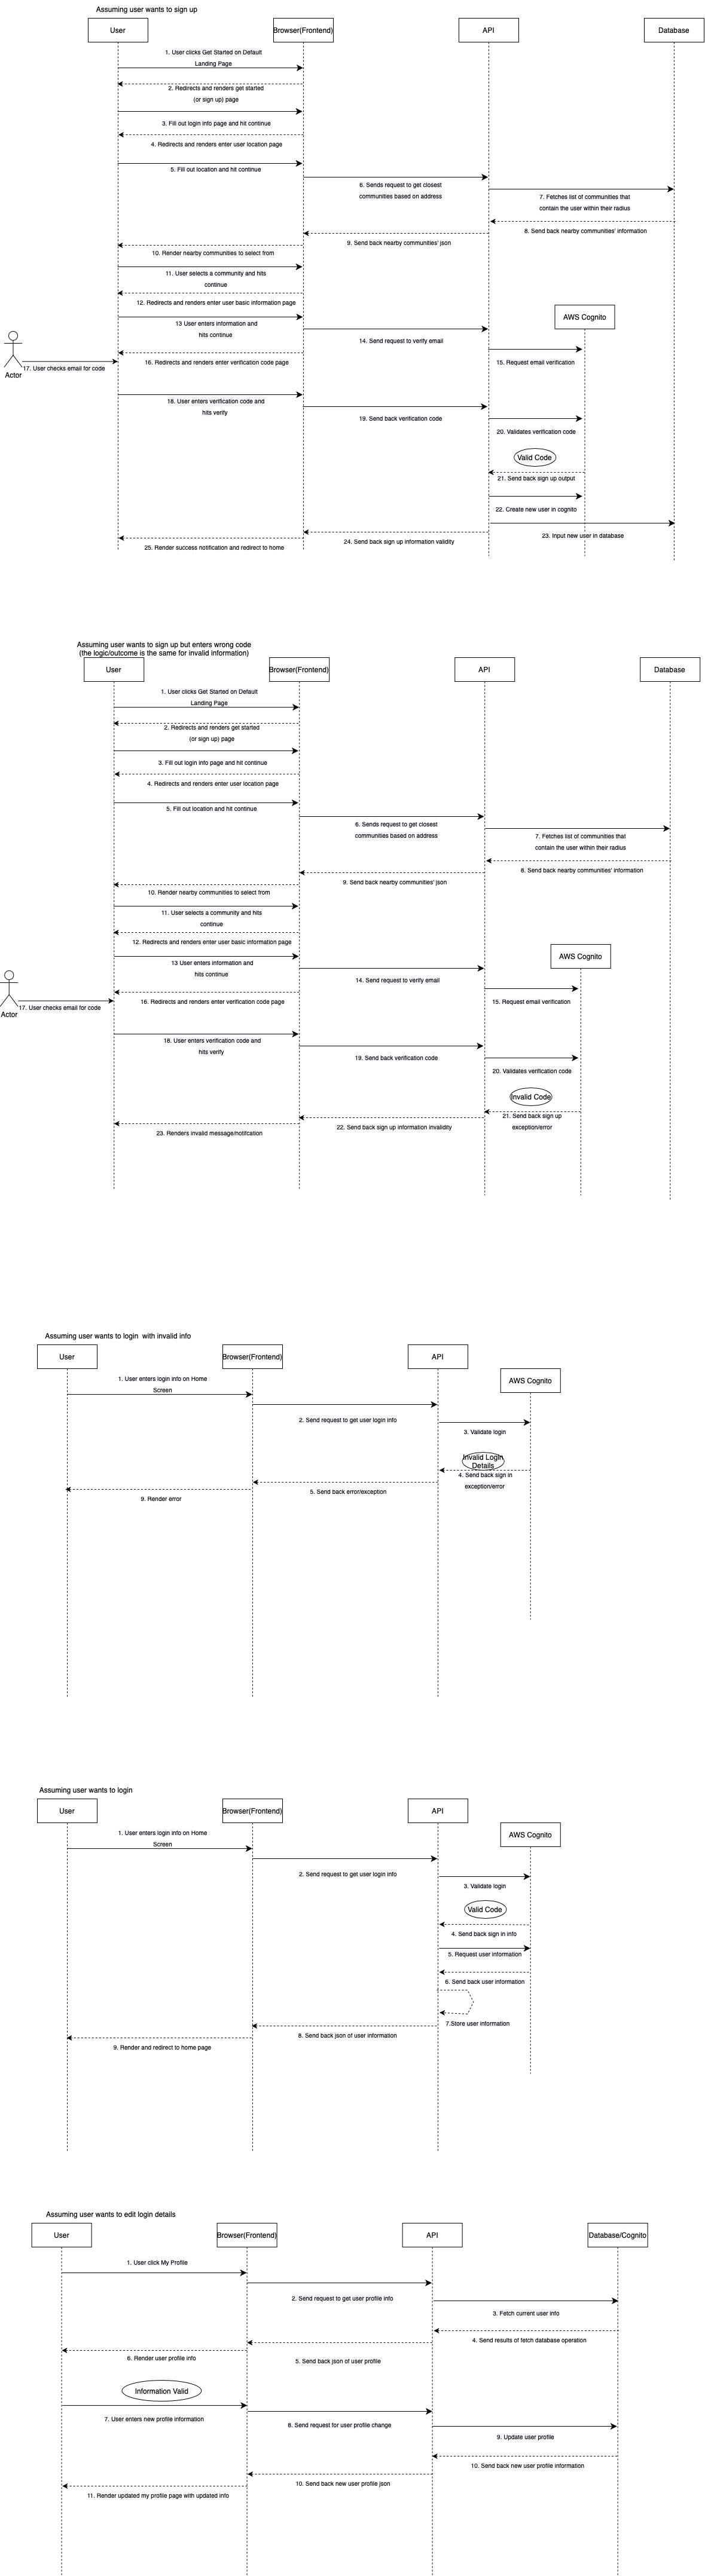 Assuming user wants to sign up
User
Browser(Frontend)
API
Database
1. User clicks Get Started on Default
Landing Page
2. Redirects and renders get started
(or sign up) page
3. Fill out login info page and hit continue
4. Redirects and renders enter user location page
5. Fill out location and hit continue
6. Sends request to get closest
communities based on address
7. Fetches list of communities that
contain the user within their radius
8. Send back nearby communities' information
9. Send back nearby communities' json
10. Render nearby communities to select from
11. User selects a community and hits
continue
12. Redirects and renders enter user basic information page
AWS Cognito
13 User enters information and
hits continue
14. Send request to verify email
15. Request email verification
16. Redirects and renders enter verification code page
Actor
17. User checks email for code
18. User enters verification code and
hits verify
19. Send back verification code
20. Validates verification code
Valid Code
21. Send back sign up output
22. Create new user in cognito
23. Input new user in database
24. Send back sign up information validity
25. Render success notification and redirect to home
Assuming user wants to sign up but enters wrong code
(the logic/outcome is the same for invalid information)
User
Browser(Frontend)
API
Database
1. User clicks Get Started on Default
Landing Page
2. Redirects and renders get started
(or sign up) page
3. Fill out login info page and hit continue
4. Redirects and renders enter user location page
5. Fill out location and hit continue
6. Sends request to get closest
communities based on address
7. Fetches list of communities that
contain the user within their radius
8. Send back nearby communities' information
9. Send back nearby communities' json
10. Render nearby communities to select from
11. User selects a community and hits
continue
12. Redirects and renders enter user basic information page
AWS Cognito
13 User enters information and
hits continue
14. Send request to verify email
15. Request email verification
16. Redirects and renders enter verification code page
Actor
17. User checks email for code
18. User enters verification code and
hits verify
19. Send back verification code
20. Validates verification code
Invalid Code
21. Send back sign up
exception/error
22. Send back sign up information invalidity
23. Renders invalid message/notifcation
Assuming user wants to login  with invalid info
User
Browser(Frontend)
API
AWS Cognito
1. User enters login info on Home
Screen
2. Send request to get user login info
3. Validate login
Invalid Login
Details
4. Send back sign in
exception/error
5. Send back error/exception
9. Render error
Assuming user wants to login
User
Browser(Frontend)
API
AWS Cognito
1. User enters login info on Home
Screen
2. Send request to get user login info
3. Validate login
Valid Code
4. Send back sign in info
5. Request user information
6. Send back user information
7.Store user information
8. Send back json of user information
9. Render and redirect to home page
Assuming user wants to edit login details
User
Browser(Frontend)
API
Database/Cognito
1. User click My Profile
2. Send request to get user profile info
3. Fetch current user info
4. Send results of fetch database operation
5. Send back json of user profile
6. Render user profile info
Information Valid
7. User enters new profile information
8. Send request for user profile change
9. Update user profile
10. Send back new user profile information
10. Send back new user profile json
11. Render updated my profile page with updated info